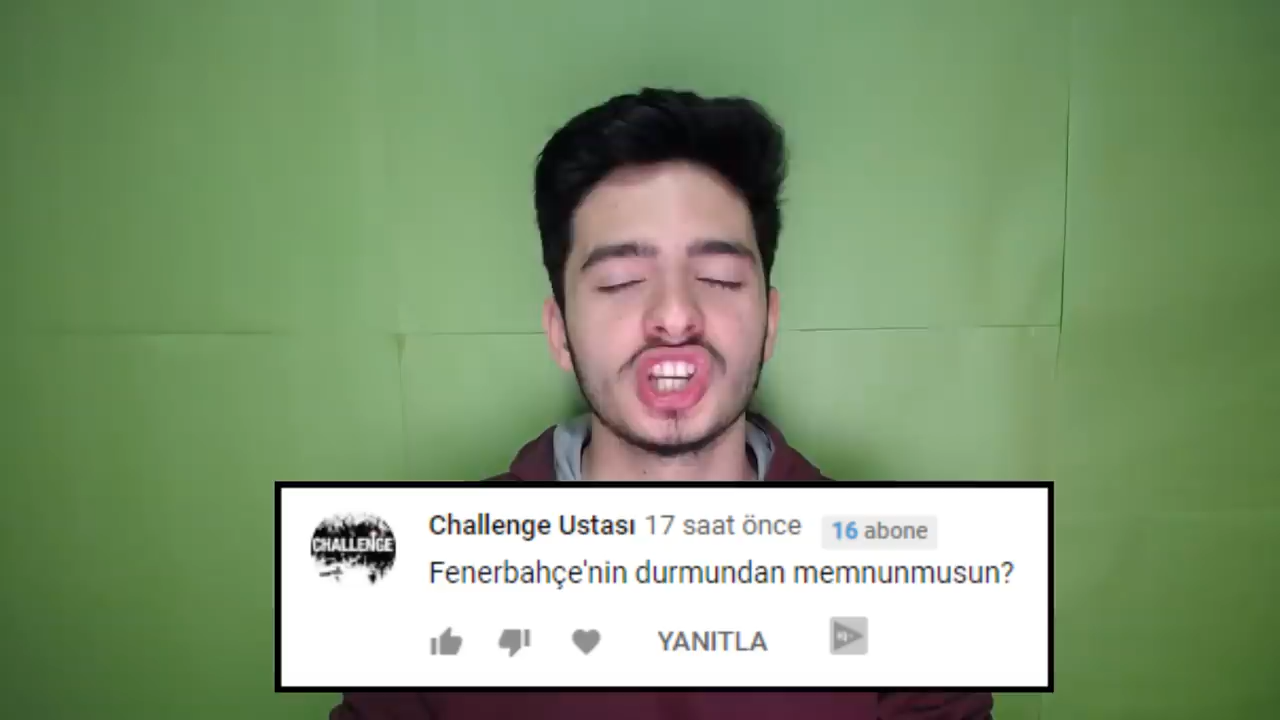 CHALLENGE
Challenge Ustası 17 saat önce 16 abone
Fenerbahçe'nin durmundan memnunmusun?
YANITLA